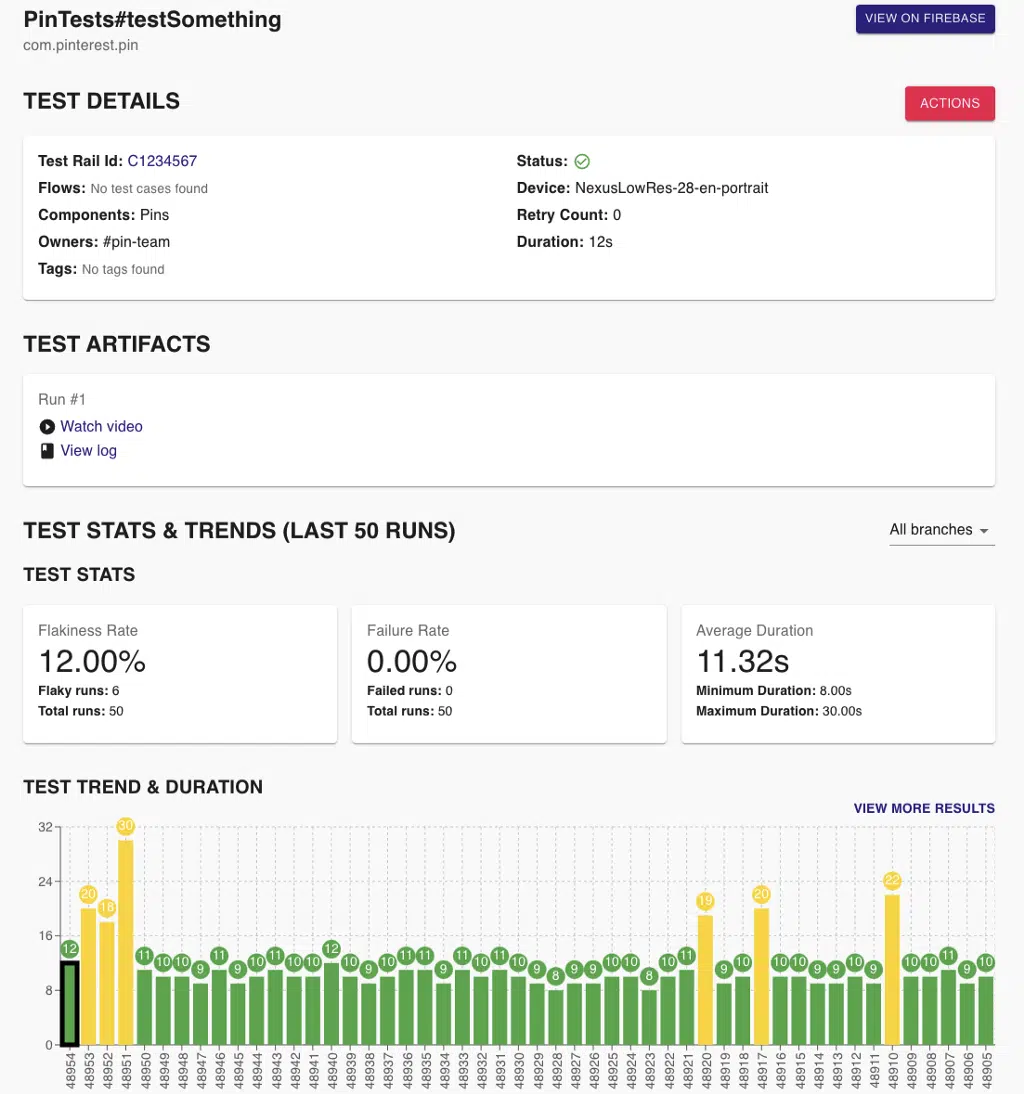 PinTests#testSomething
VIEW ON FIREBASE
com.pinterest.pin
TEST DETAILS
ACTIONS
Test Rail Id: C1234567
Flows: No test cases found
Components: Pins
Owners: #pin-team
Tags: No tags found
Status:
Device: NexusLowRes-28-en-portrait
Retry Count: 0
Duration: 12s
TEST ARTIFACTS
Run #1
Watch video
View log
TEST STATS & TRENDS (LAST 50 RUNS)
All branches
TEST STATS
Flakiness Rate
12.00%
Flaky runs: 6
Total runs: 50
Failure Rate
0.00%
Failed runs: 0
Total runs: 50
Average Duration
11.32s
Minimum Duration: 8.00s
Maximum Duration: 30.00s
TEST TREND & DURATION
VIEW MORE RESULTS
32
24
16
8
0
12 20 18 30 11 10 10 9 11 9 10 11 10 10 12 10 9 10 11 11 9 11 10 11 10 9 8 9 9 10 10 8 10 11 19 9 10 20 10 10 9 9 10 9 22 10 10 11 9 10
48954 48953 48952 48951 48950 48949 48948 48947 48946 48945 48944 48943 48942 48941 48940 48939 48938 48937 48936 48935 48934 48933 48932 48931 48930 48929 48928 48927 48926 48925 48924 48923 48922 48921 48920 48919 48918 48917 48916 48915 48914 48913 48912 48911 48910 48909 48908 48907 48906 48905